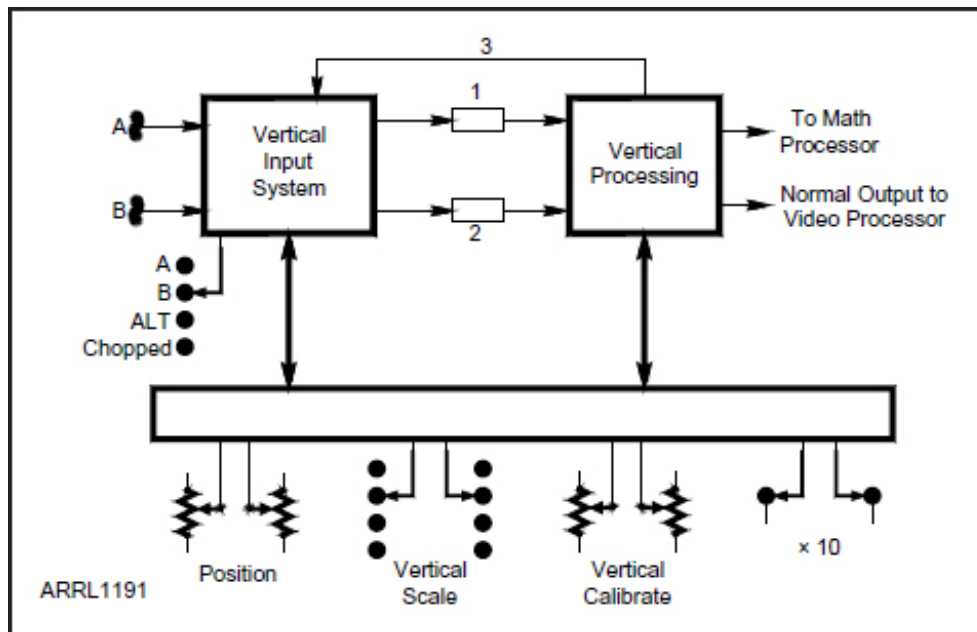 3
1
A
Vertical
Input
System
Vertical
Processing
To Math
Processor
B
2
Normal Output to
Video Processor
A
B
ALT
Chopped
Position
Vertical
Scale
Vertical
Calibrate
× 10
ARRL1191